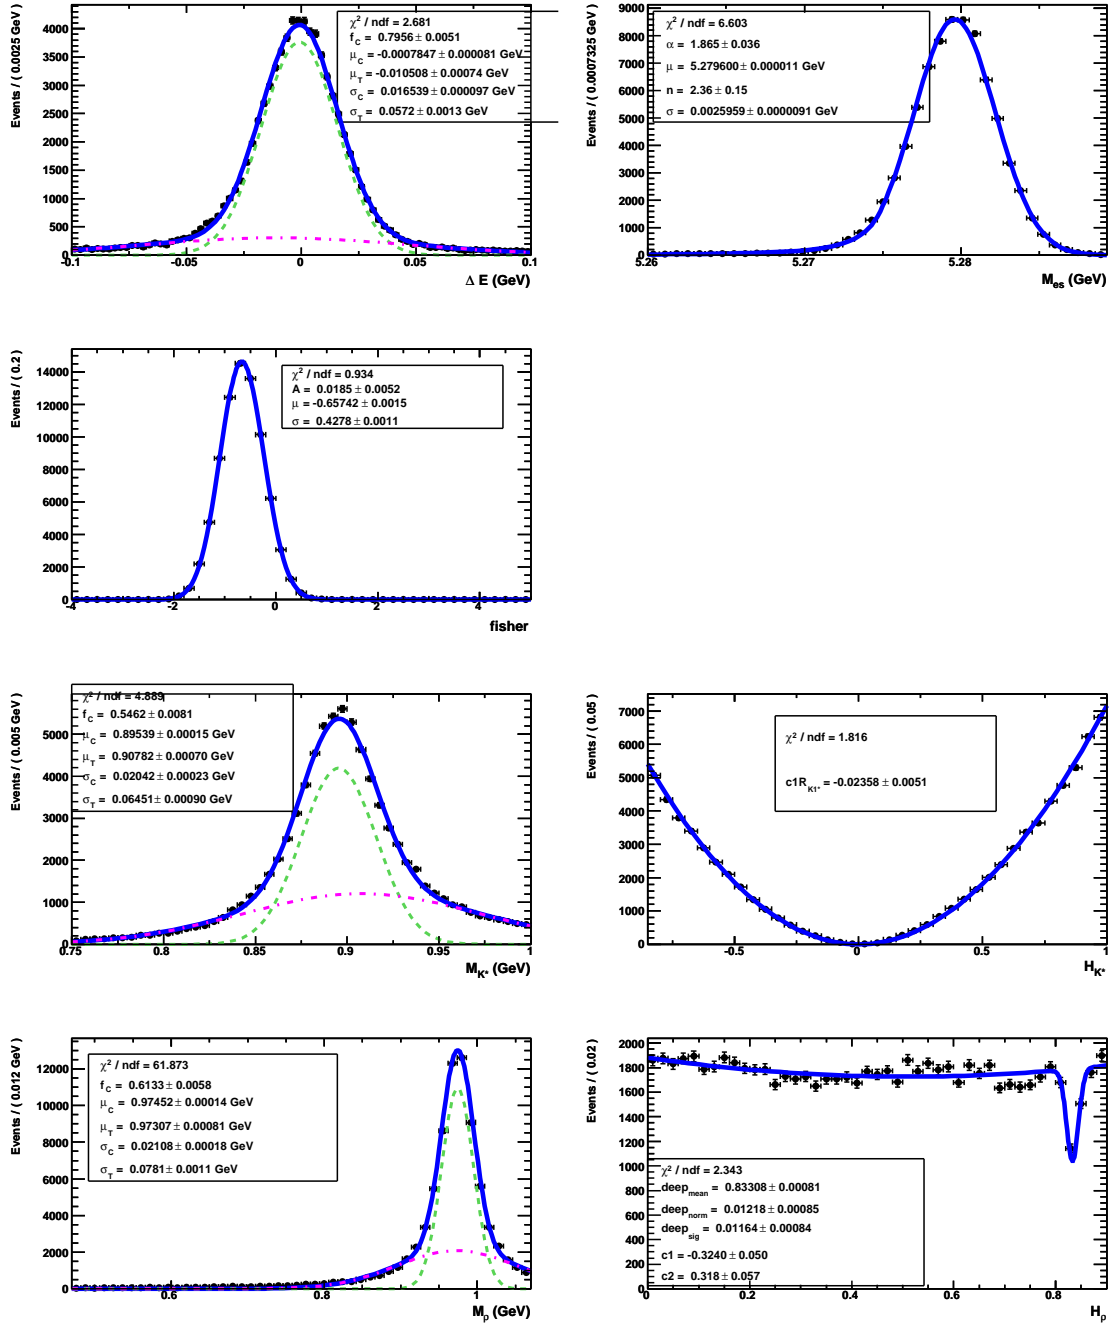 Events / ( 0.0025 GeV )
4000
3500
3000
2500
2000
1500
1000
500
0
χ² / ndf = 2.681
f_C = 0.7956 ± 0.0051
μ_C = -0.0007847 ± 0.000081 GeV
μ_T = -0.010508 ± 0.00074 GeV
σ_C = 0.016539 ± 0.000097 GeV
σ_T = 0.0572 ± 0.0013 GeV
-0.1 -0.05 0 0.05 0.1
Δ E (GeV)
Events / ( 0.0007325 GeV )
9000
8000
7000
6000
5000
4000
3000
2000
1000
0
χ² / ndf = 6.603
α = 1.865 ± 0.036
μ = 5.279600 ± 0.000011 GeV
n = 2.36 ± 0.15
σ = 0.0025959 ± 0.0000091 GeV
5.26 5.27 5.28
M_es (GeV)
Events / ( 0.2 )
14000
12000
10000
8000
6000
4000
2000
0
χ² / ndf = 0.934
A = 0.0185 ± 0.0052
μ = -0.65742 ± 0.0015
σ = 0.4278 ± 0.0011
-4 -2 0 2 4
fisher
Events / ( 0.005 GeV )
5000
4000
3000
2000
1000
0
χ² / ndf = 4.889
f_C = 0.5462 ± 0.0081
μ_C = 0.89539 ± 0.00015 GeV
μ_T = 0.90782 ± 0.00070 GeV
σ_C = 0.02042 ± 0.00023 GeV
σ_T = 0.06451 ± 0.00090 GeV
0.75 0.8 0.85 0.9 0.95 1
M_K* (GeV)
Events / ( 0.05 )
7000
6000
5000
4000
3000
2000
1000
0
χ² / ndf = 1.816
c1R_K1* = -0.02358 ± 0.0051
-0.5 0 0.5 1
H_K*
Events / ( 0.012 GeV )
12000
10000
8000
6000
4000
2000
0
χ² / ndf = 61.873
f_C = 0.6133 ± 0.0058
μ_C = 0.97452 ± 0.00014 GeV
μ_T = 0.97307 ± 0.00081 GeV
σ_C = 0.02108 ± 0.00018 GeV
σ_T = 0.0781 ± 0.0011 GeV
0.6 0.8 1
M_ρ (GeV)
Events / ( 0.02 )
2000
1800
1600
1400
1200
1000
800
600
400
200
0
χ² / ndf = 2.343
deep_mean = 0.83308 ± 0.00081
deep_norm = 0.01218 ± 0.00085
deep_sig = 0.01164 ± 0.00084
c1 = -0.3240 ± 0.050
c2 = 0.318 ± 0.057
0 0.2 0.4 0.6 0.8
H_ρ